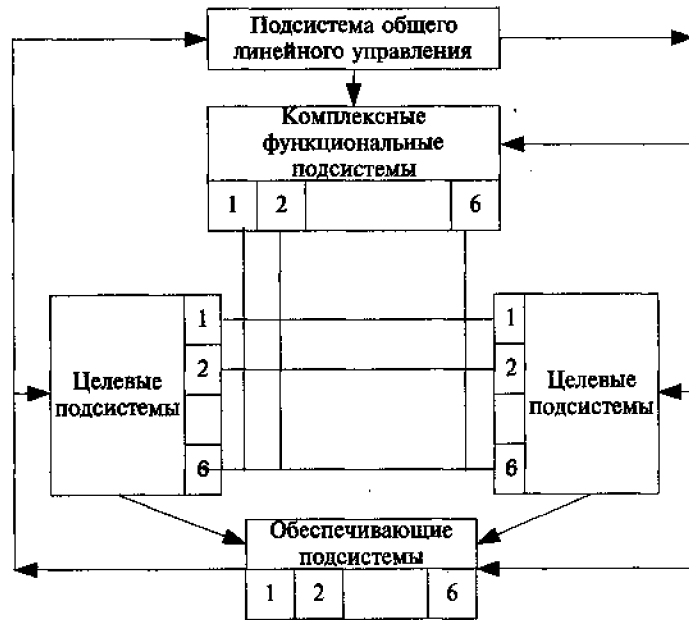 Подсистема общего
линейного управления
Комплексные
функциональные
подсистемы
1 2 6
1
2
6
Целевые
подсистемы
1
2
6
Целевые
подсистемы
Обеспечивающие
подсистемы
1 2 6